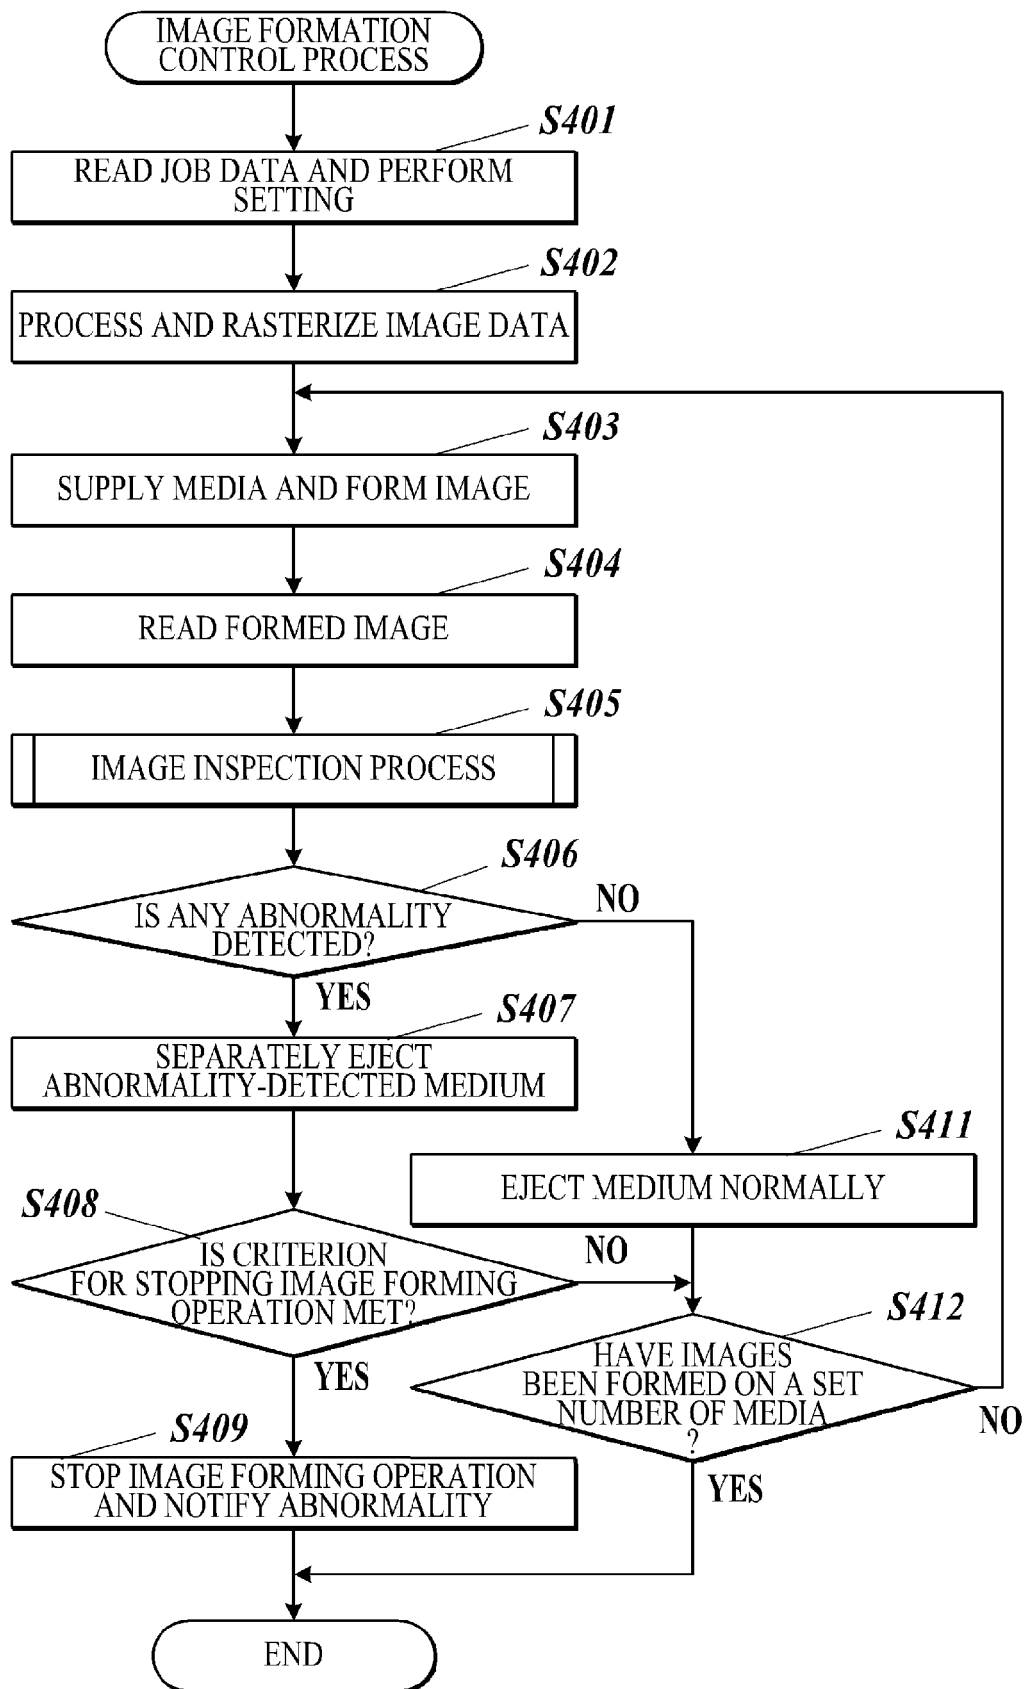 IMAGE FORMATION
CONTROL PROCESS
S401
READ JOB DATA AND PERFORM
SETTING
S402
PROCESS AND RASTERIZE IMAGE DATA
S403
SUPPLY MEDIA AND FORM IMAGE
S404
READ FORMED IMAGE
S405
IMAGE INSPECTION PROCESS
S406
IS ANY ABNORMALITY
DETECTED?
NO
YES
S407
SEPARATELY EJECT
ABNORMALITY-DETECTED MEDIUM
S411
EJECT MEDIUM NORMALLY
S408
IS CRITERION
FOR STOPPING IMAGE FORMING
OPERATION MET?
NO
YES
S412
HAVE IMAGES
BEEN FORMED ON A SET
NUMBER OF MEDIA
?
NO
YES
S409
STOP IMAGE FORMING OPERATION
AND NOTIFY ABNORMALITY
END